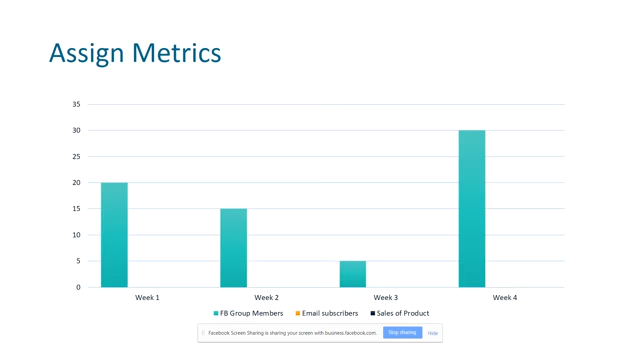 Assign Metrics
35
30
25
20
15
10
5
0
Week 1 Week 2 Week 3 Week 4
FB Group Members Email subscribers Sales of Product
Facebook Screen Sharing is sharing your screen with business.facebook.com. Stop sharing Hide